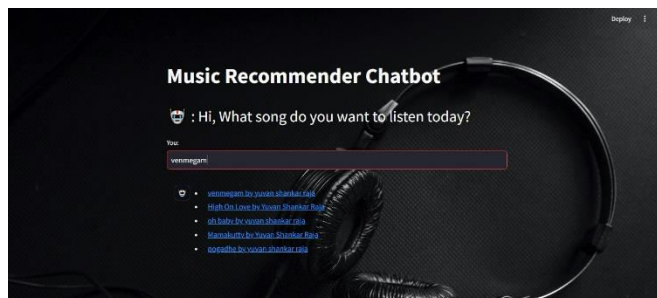 Deploy
Music Recommender Chatbot
: Hi, What song do you want to listen today?
You:
venmegam
venmegam by yuvan shankar raja
High On Love by Yuvan Shankar Raja
oh baby by yuvan shankar raja
Mamakutty by Yuvan Shankar Raja
pogadhe by yuvan shankar raja